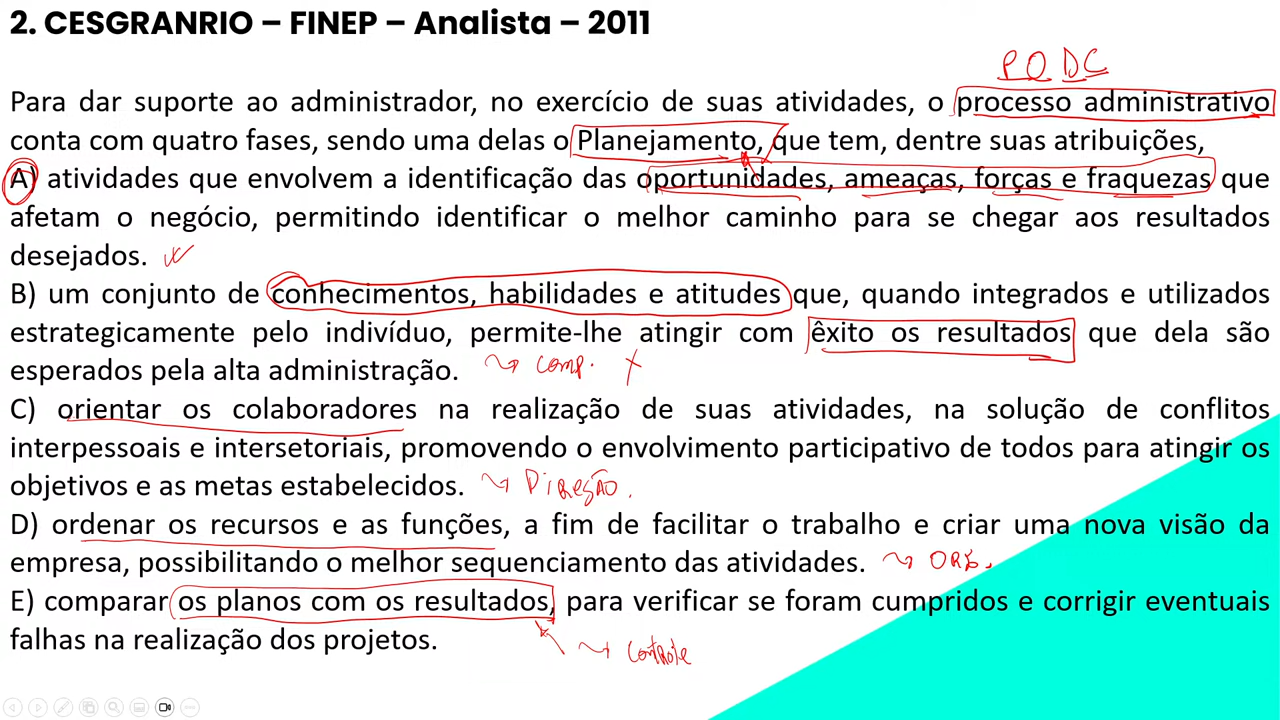 2. CESGRANRIO – FINEP – Analista – 2011
P O D C
Para dar suporte ao administrador, no exercício de suas atividades, o processo administrativo
conta com quatro fases, sendo uma delas o Planejamento, que tem, dentre suas atribuições,
A) atividades que envolvem a identificação das oportunidades, ameaças, forças e fraquezas que
afetam o negócio, permitindo identificar o melhor caminho para se chegar aos resultados
desejados.
B) um conjunto de conhecimentos, habilidades e atitudes que, quando integrados e utilizados
estrategicamente pelo indivíduo, permite-lhe atingir com êxito os resultados que dela são
esperados pela alta administração. comp. X
C) orientar os colaboradores na realização de suas atividades, na solução de conflitos
interpessoais e intersetoriais, promovendo o envolvimento participativo de todos para atingir os
objetivos e as metas estabelecidos. Direção.
D) ordenar os recursos e as funções, a fim de facilitar o trabalho e criar uma nova visão da
empresa, possibilitando o melhor sequenciamento das atividades. ORG.
E) comparar os planos com os resultados, para verificar se foram cumpridos e corrigir eventuais
falhas na realização dos projetos.
controle